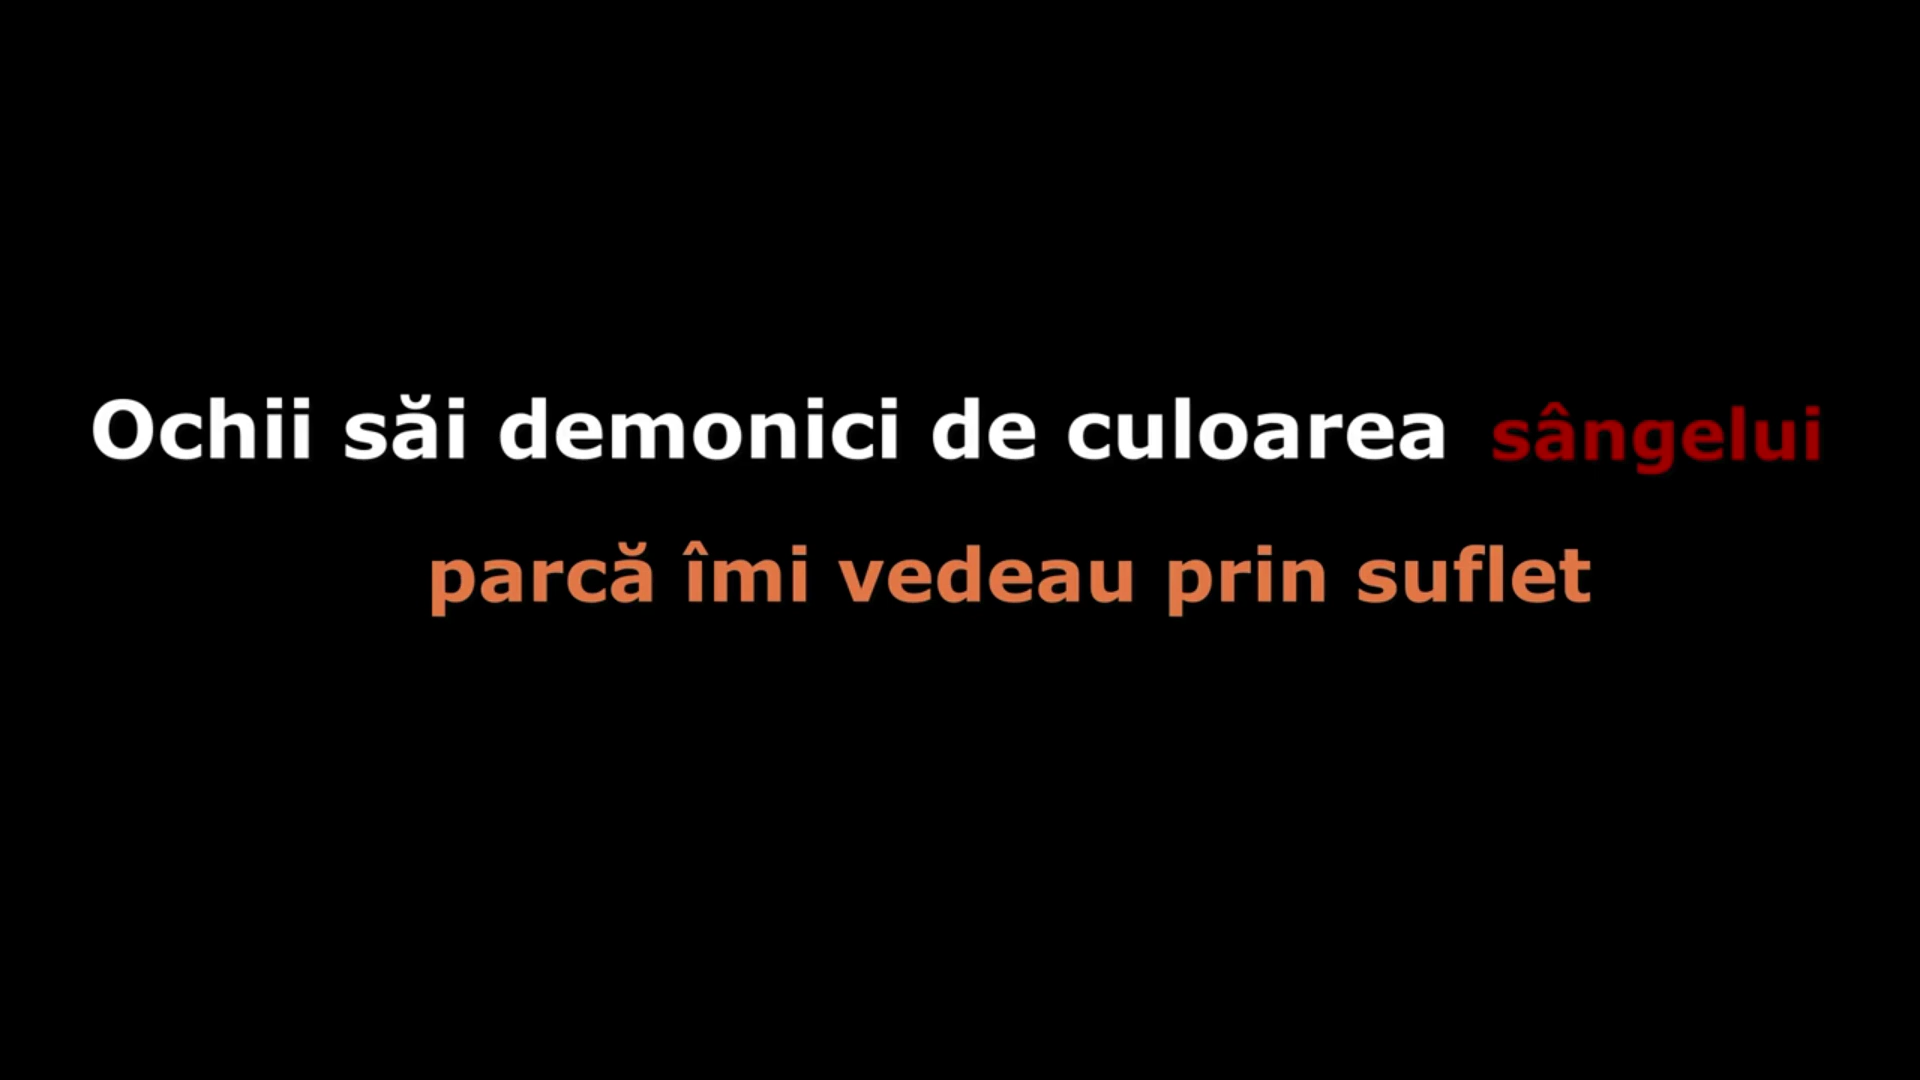 Ochii săi demonici de culoarea sângelui
parcă îmi vedeau prin suflet